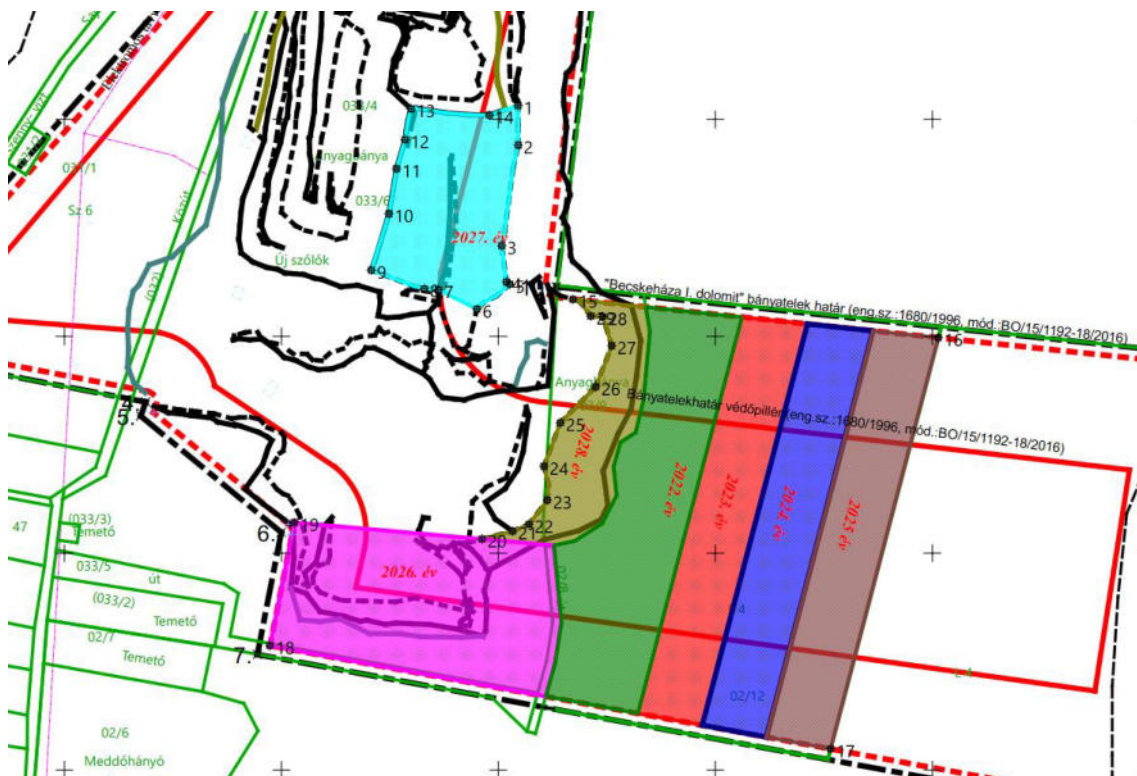 033/4
13
1
14
12
2
Anyagbánya
11
Sz 6
033/6
10
Közút
2027. év
3
Új szőlők
9
(032)
8
7
6
"Becskeháza I. dolomit" bányatelek határ (eng.sz.:1680/1996, mód.:BO/15/1192-18/2016)
15
29
28
16
27
Anyagbánya
26
Bányatelekhatár védőpillér (eng.sz.:1680/1996, mód.:BO/15/1192-18/2016)
5.
25
2028. év
24
2022. év
2023. év
2024. év
2025 év
23
47
(033/3)
Temető
6.
19
22
21
20
033/5
út
2026. év
(033/2)
Temető
02/7
Temető
7.
18
02/12
02/6
Meddőhányó
17